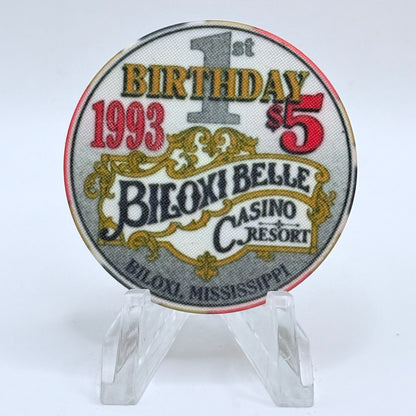 1st
BIRTHDAY
1993 $5
BILOXI BELLE
CASINO
RESORT
BILOXI, MISSISSIPPI